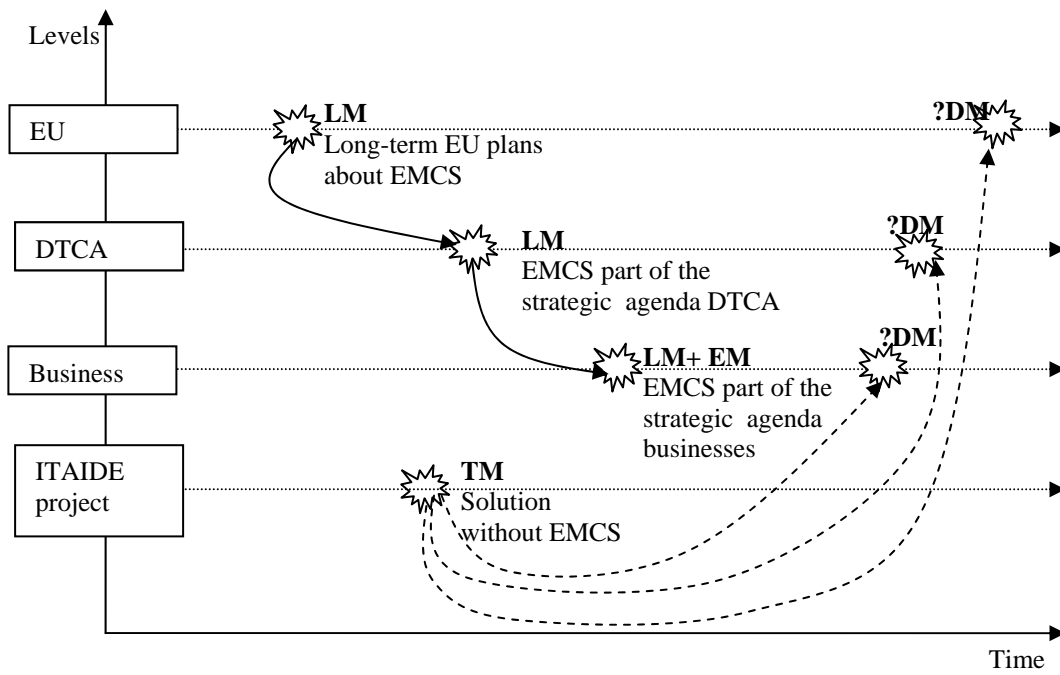 Levels
EU
LM
Long-term EU plans
about EMCS
?DM
DTCA
LM
EMCS part of the
strategic agenda DTCA
?DM
Business
LM+ EM
EMCS part of the
strategic agenda
businesses
?DM
ITAIDE
project
TM
Solution
without EMCS
Time